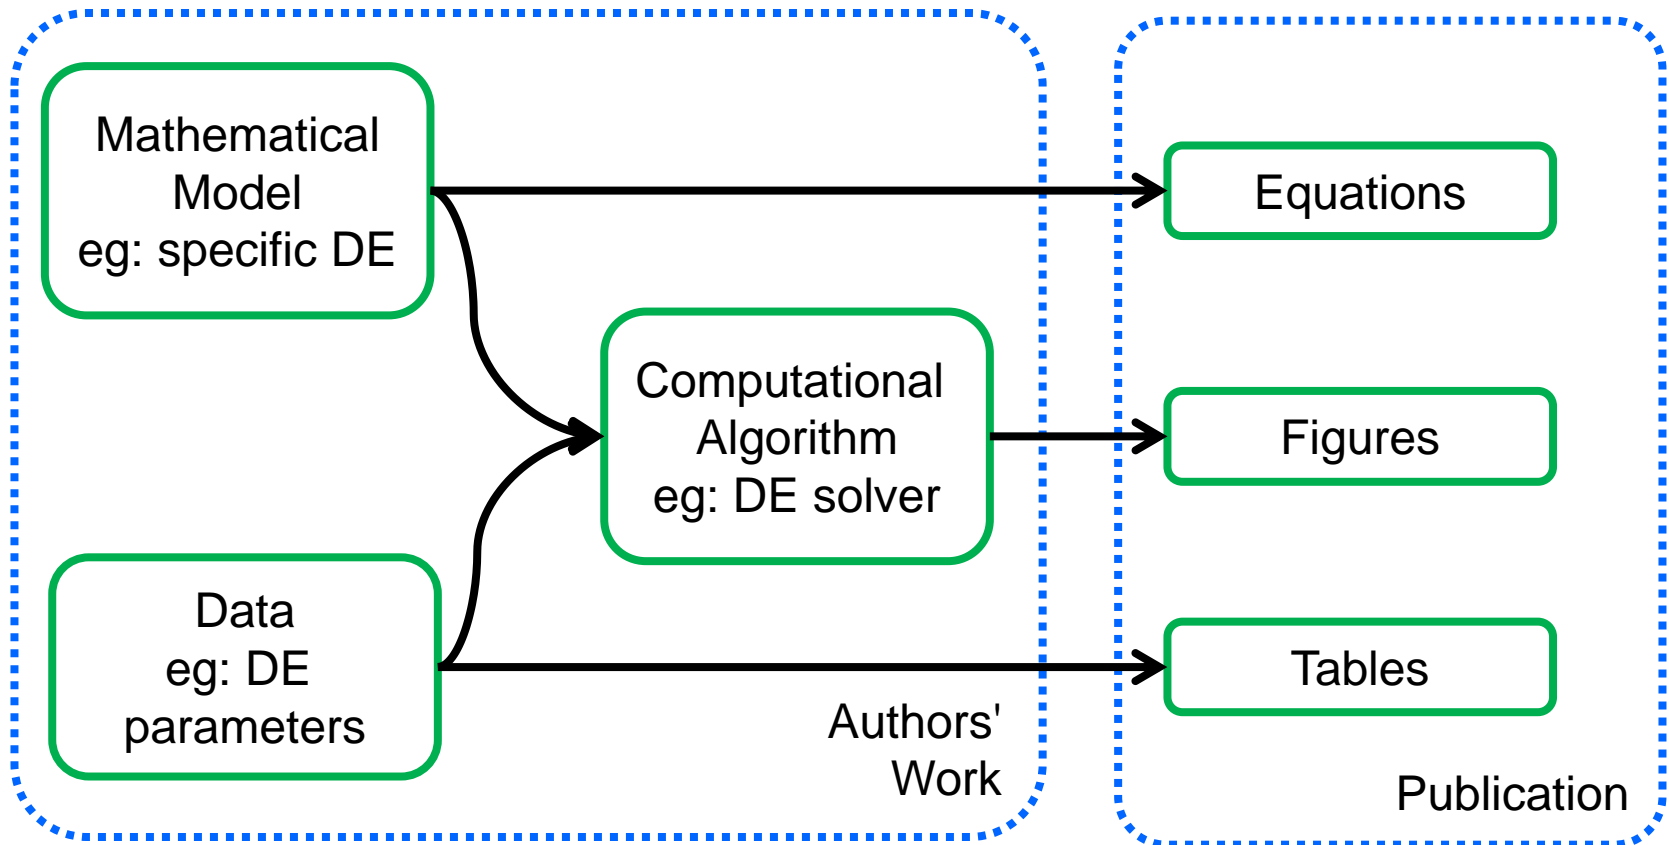 Mathematical
Model
eg: specific DE
Equations
Computational
Algorithm
eg: DE solver
Figures
Data
eg: DE
parameters
Tables
Authors'
Work
Publication